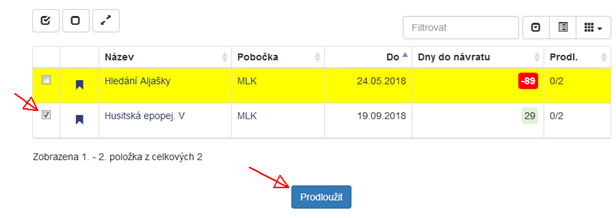 Filtrovat
Název Pobočka Do Dny do návratu Prodl.
Hledání Aljašky MLK 24.05.2018 -89 0/2
Husitská epopej. V MLK 19.09.2018 29 0/2
Zobrazena 1. - 2. položka z celkových 2
Prodloužit